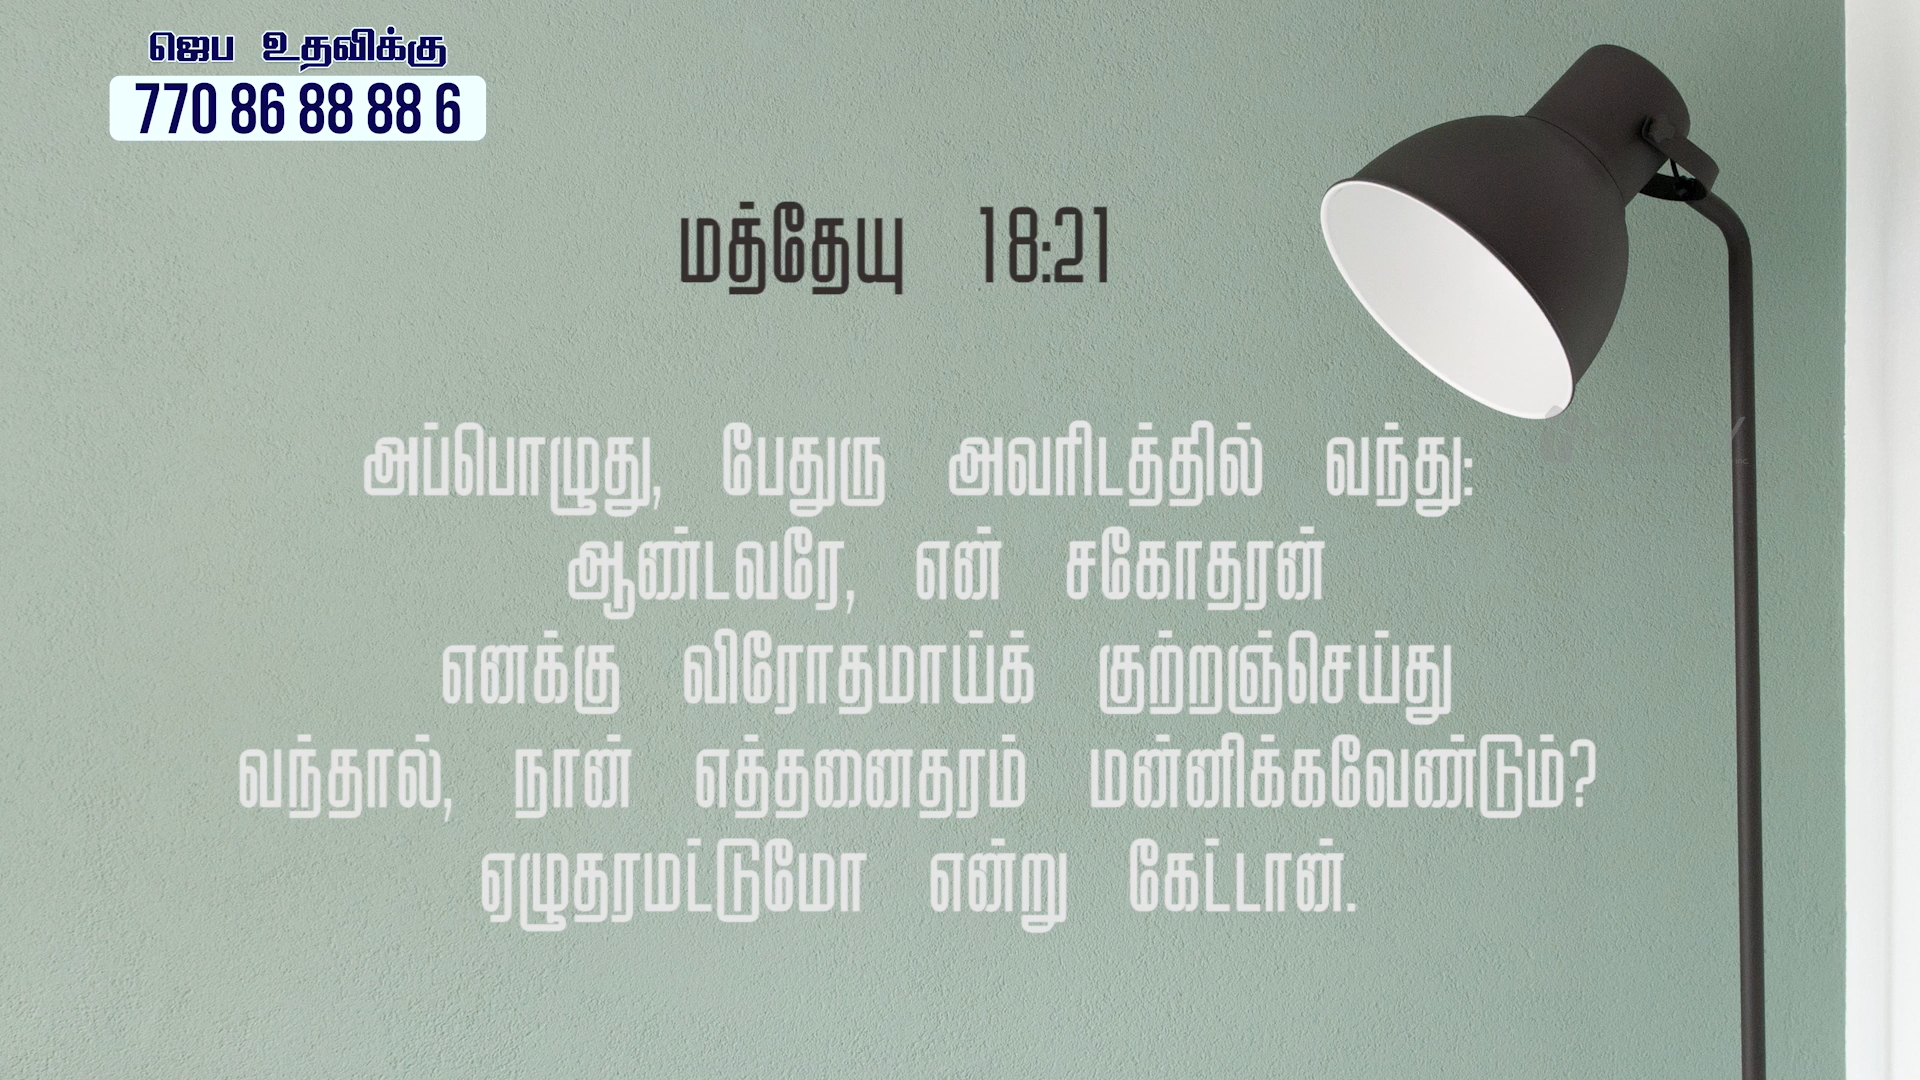 ஜெப உதவிக்கு
770 86 88 88 6
மத்தேயு 18:21
அப்பொழுது, பேதுரு அவரிடத்தில் வந்து:
ஆண்டவரே, என் சகோதரன்
எனக்கு விரோதமாய்க் குற்றஞ்செய்து
வந்தால், நான் எத்தனைதரம் மன்னிக்கவேண்டும்?
ஏழுதரமட்டுமோ என்று கேட்டான்.